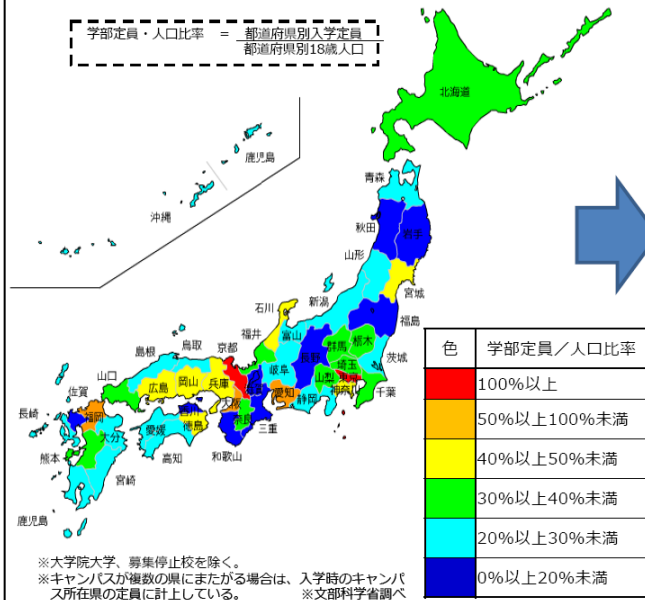 学部定員・人口比率 = 都道府県別入学定員
都道府県別18歳人口
北海道
鹿児島
沖縄
青森
秋田
岩手
山形
宮城
新潟
福島
石川
福井
富山
長野
群馬
栃木
茨城
埼玉
東京
神奈川
千葉
山梨
岐阜
静岡
愛知
三重
京都
大阪
奈良
和歌山
兵庫
鳥取
島根
岡山
広島
山口
香川
徳島
愛媛
高知
福岡
佐賀
長崎
大分
熊本
宮崎
鹿児島
色 学部定員/人口比率
100%以上
50%以上100%未満
40%以上50%未満
30%以上40%未満
20%以上30%未満
0%以上20%未満
※大学院大学、募集停止校を除く。
※キャンパスが複数の県にまたがる場合は、入学時のキャンパ
ス所在県の定員に計上している。 ※文部科学省調べ